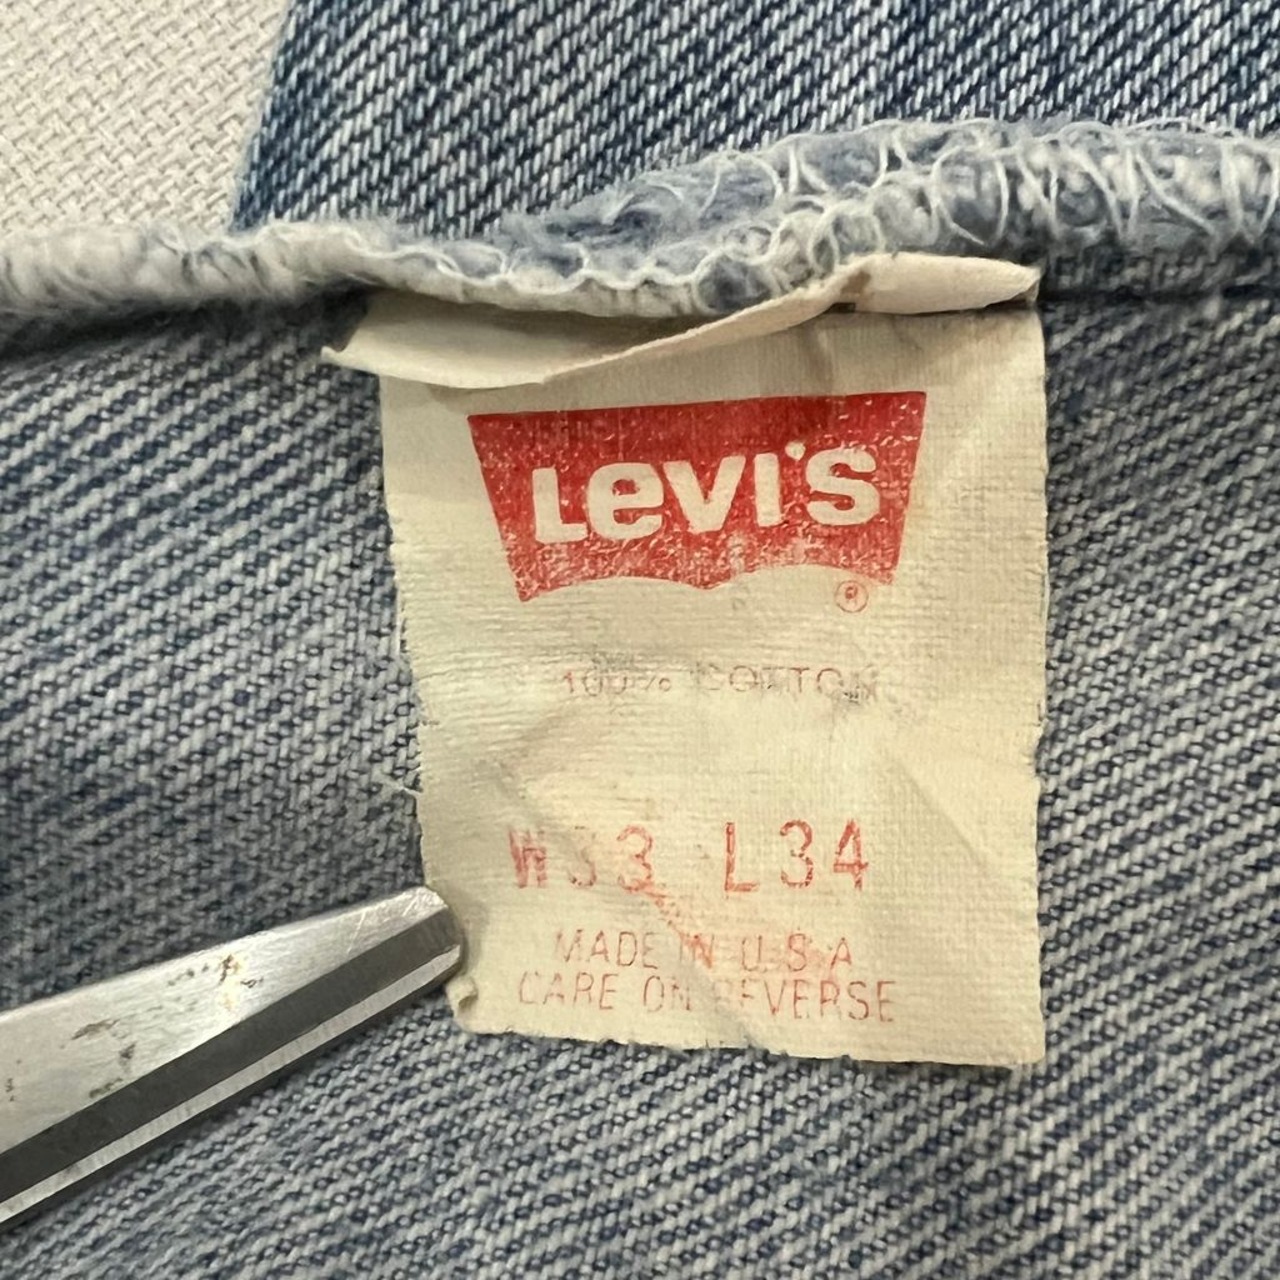 Levi's
®
100% COTTON
W33 L34
MADE IN U.S.A
CARE ON REVERSE